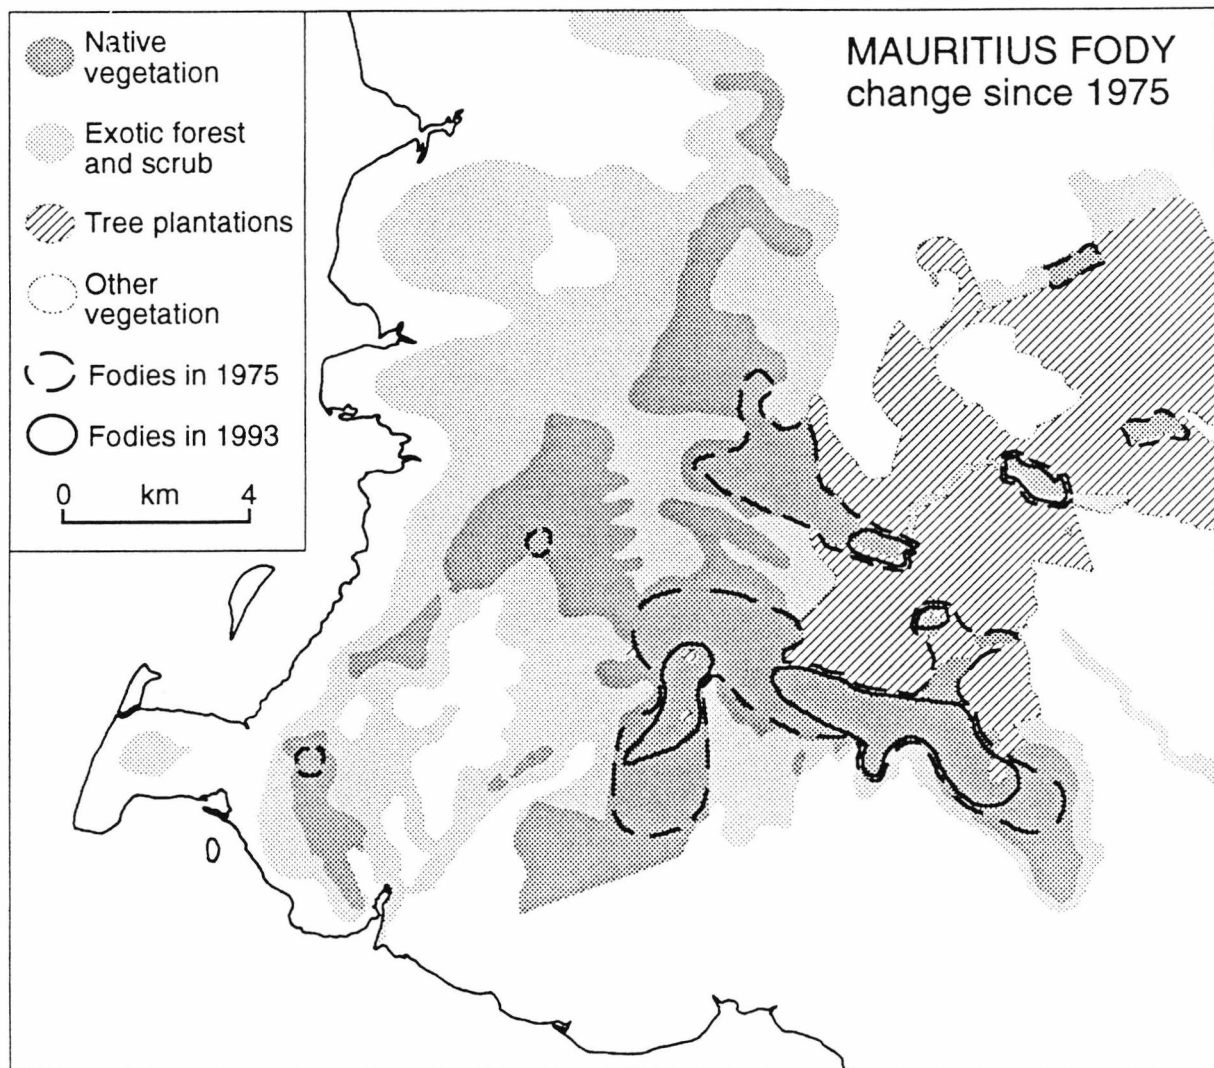 MAURITIUS FODY
change since 1975
Native
vegetation
Exotic forest
and scrub
Tree plantations
Other
vegetation
Fodies in 1975
Fodies in 1993
0 km 4